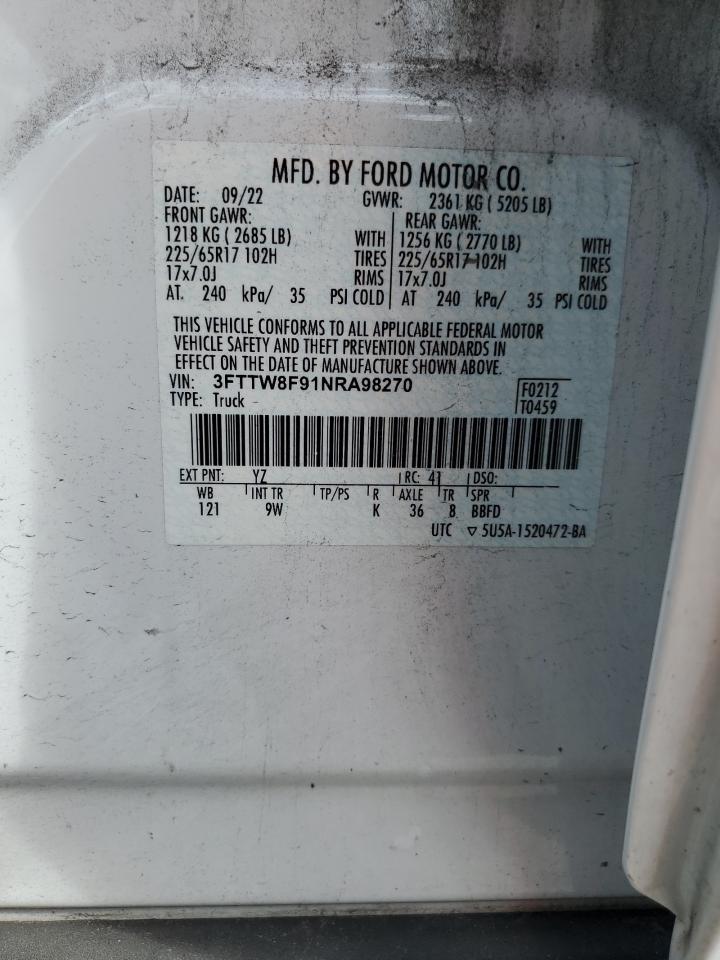 MFD. BY FORD MOTOR CO.
DATE: 09/22 GVWR: 2361 KG ( 5205 LB)
FRONT GAWR: REAR GAWR:
1218 KG ( 2685 LB) WITH 1256 KG ( 2770 LB) WITH
225/65R17 102H TIRES 225/65R17 102H TIRES
17x7.0J RIMS 17x7.0J RIMS
AT. 240 kPa/ 35 PSI COLD AT 240 kPa/ 35 PSI COLD
THIS VEHICLE CONFORMS TO ALL APPLICABLE FEDERAL MOTOR
VEHICLE SAFETY AND THEFT PREVENTION STANDARDS IN
EFFECT ON THE DATE OF MANUFACTURE SHOWN ABOVE.
VIN: 3FTTW8F91NRA98270 F0212
TYPE: Truck T0459
EXT PNT: YZ RC: 41 DSO:
WB INT TR TP/PS R AXLE TR SPR
121 9W K 36 8 BBFD
UTC ▽ 5U5A-1520472-BA